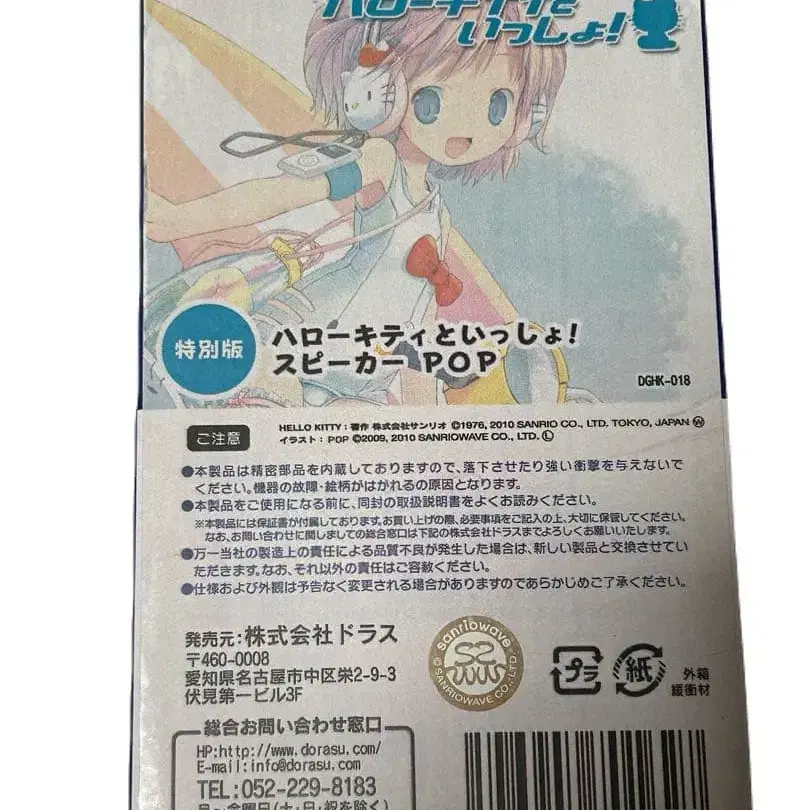 ハローキティと
いっしょ!
特別版
ハローキティといっしょ!
スピーカー POP
DGHK-018
ご注意
HELLO KITTY:著作 株式会社サンリオ ©1976, 2010 SANRIO CO., LTD. TOKYO, JAPAN Ⓦ
イラスト:POP ©2009, 2010 SANRIOWAVE CO., LTD. Ⓛ
●本製品は精密部品を内蔵しておりますので、落下させたり強い衝撃を与えないで
ください。機器の故障・絵柄がはがれるの原因となります。
●本製品をご使用になる前に、同封の取扱説明書をよくお読みください。
※本製品には保証書が付属しております。お買い上げの際、必要事項をご記入の上、大切に保管してください。
なお、お問い合わせに関しましての総合窓口は下記の株式会社ドラスまでよろしくお願いいたします。
●万一当社の製造上の責任による品質不良が発生した場合は、新しい製品と交換させてい
ただきます。なお、それ以外の責任はご容赦ください。
●仕様および外観は予告なく変更される場合がありますのであらかじめご了承ください。
発売元:株式会社ドラス
〒460-0008
愛知県名古屋市中区栄2-9-3
伏見第一ビル3F
sanriowave
©SANRIOWAVE CO., LTD.
プラ
紙
外箱
緩衝材
総合お問い合わせ窓口
HP:http://www.dorasu.com/
E-mail:info@dorasu.com
TEL:052-229-8183
月~金曜日(土・日・祝を除く)